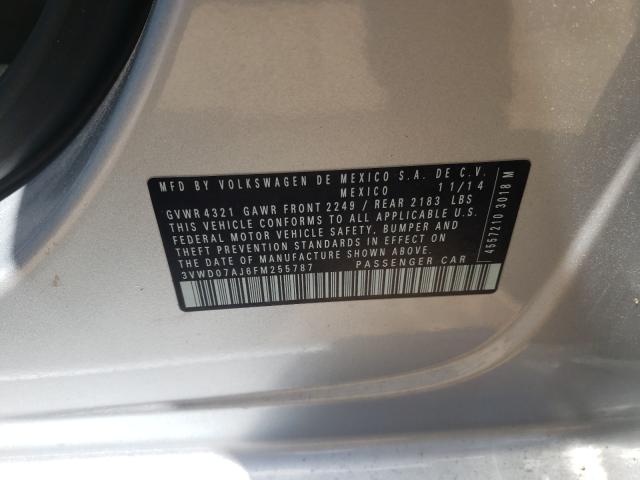 MFD BY VOLKSWAGEN DE MEXICO S.A. DE C.V.
MEXICO 11/14
GVWR 4321 GAWR FRONT 2249 / REAR 2183 LBS
THIS VEHICLE CONFORMS TO ALL APPLICABLE U.S.
FEDERAL MOTOR VEHICLE SAFETY, BUMPER AND
THEFT PREVENTION STANDARDS IN EFFECT ON
THE DATE OF MANUFACTURE SHOWN ABOVE.
3VWD07AJ6FM255787 PASSENGER CAR
4557210 3018 M